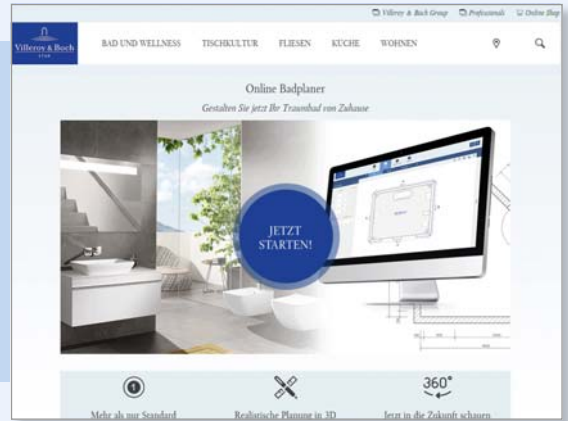 Villeroy & Boch Group Professionals Online Shop
Villeroy & Boch
1748
BAD UND WELLNESS TISCHKULTUR FLIESEN KÜCHE WOHNEN
Online Badplaner
Gestalten Sie jetzt Ihr Traumbad von Zuhause
JETZT
STARTEN!
1 360°
Mehr als nur Standard Realistische Planung in 3D Jetzt in die Zukunft schauen